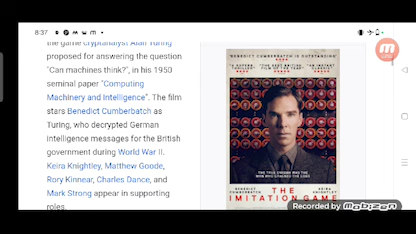 8:37
the game cryptanalyst Alan Turing
proposed for answering the question
"Can machines think?", in his 1950
seminal paper "Computing
Machinery and Intelligence". The film
stars Benedict Cumberbatch as
Turing, who decrypted German
intelligence messages for the British
government during World War II.
Keira Knightley, Matthew Goode,
Rory Kinnear, Charles Dance, and
Mark Strong appear in supporting
roles.
BENEDICT CUMBERBATCH IS OUTSTANDING
THE TRUE ENIGMA WAS THE
MAN WHO CRACKED THE CODE
BENEDICT CUMBERBATCH
KEIRA KNIGHTLEY
THE
IMITATION GAME
Recorded by Mobizen